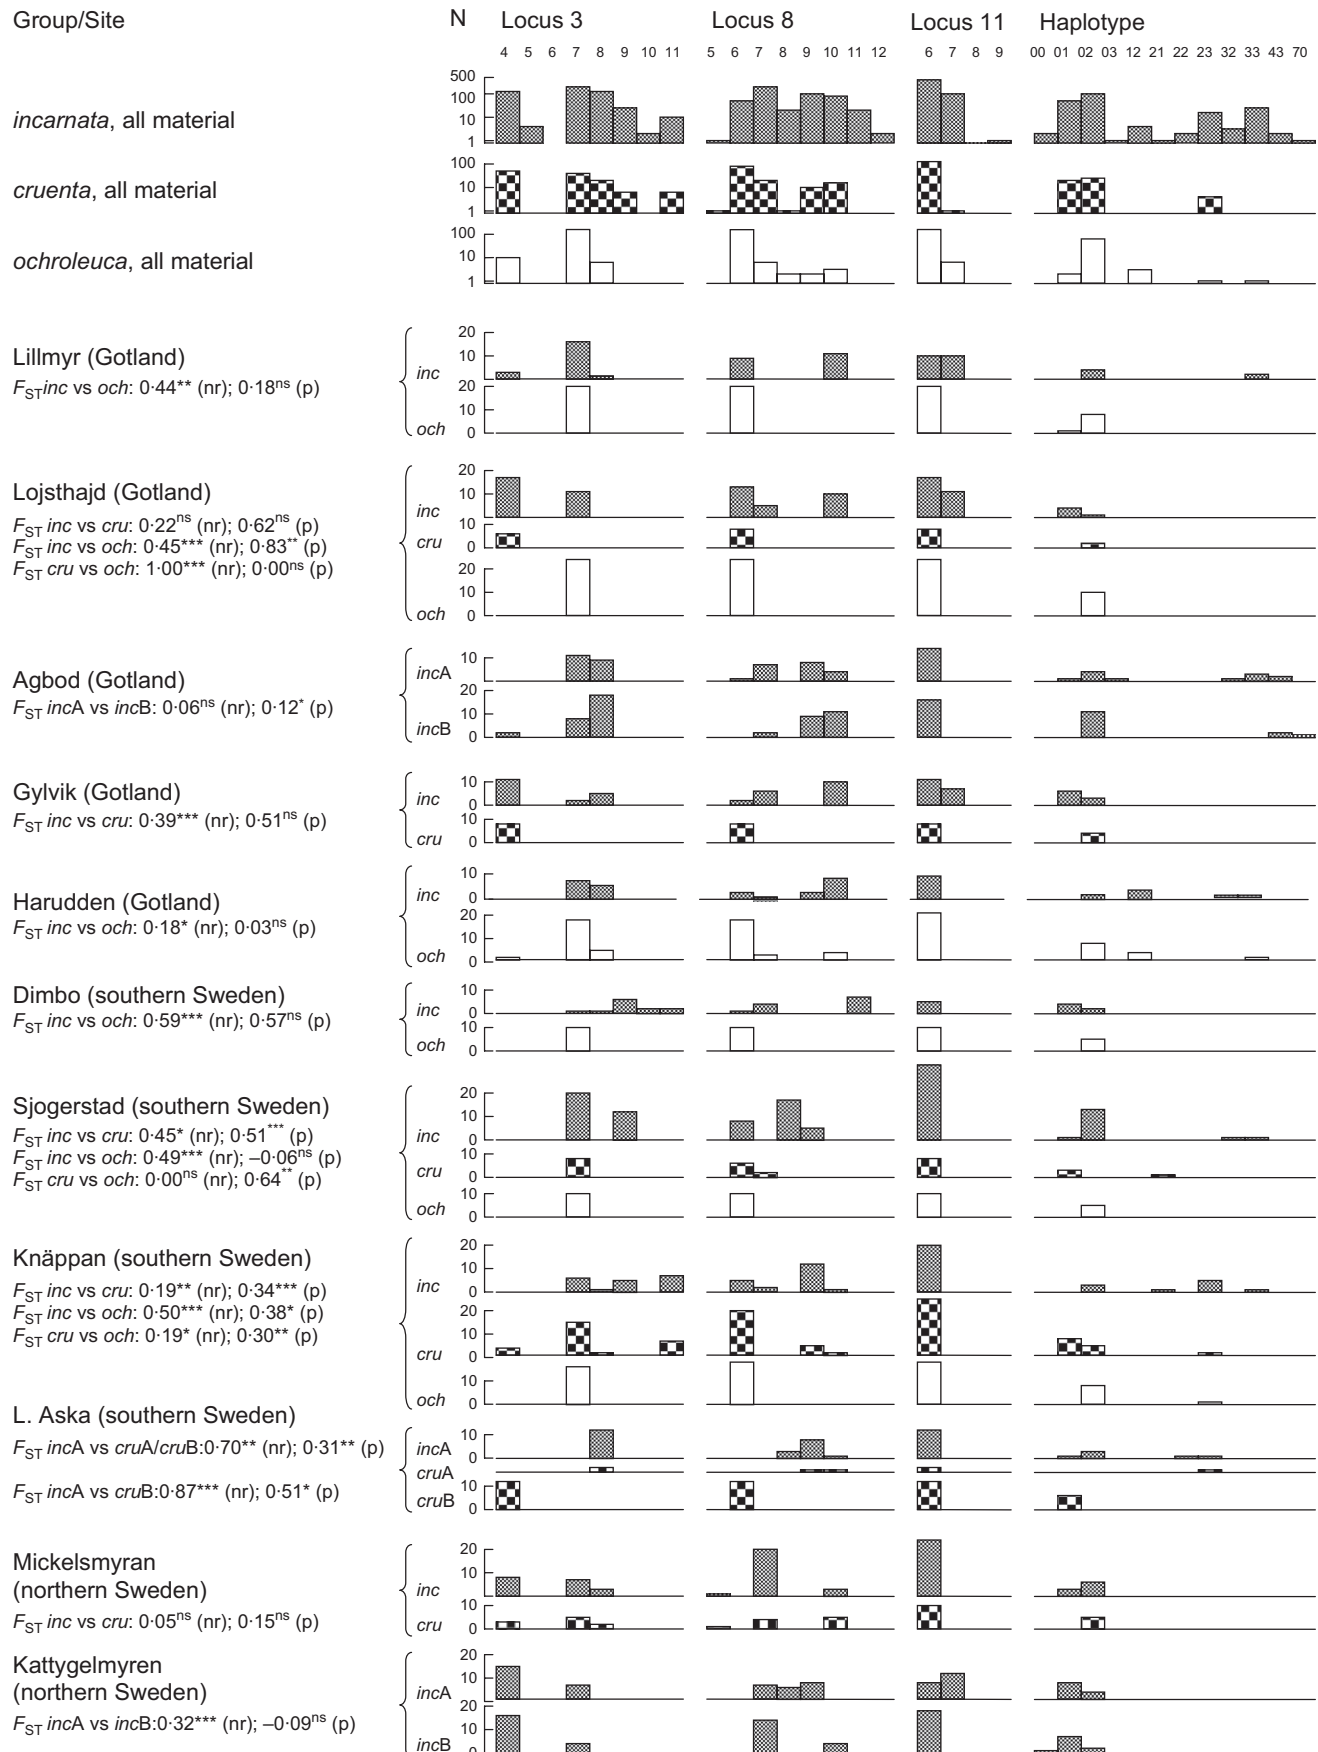 Group/Site N Locus 3 Locus 8 Locus 11 Haplotype
4 5 6 7 8 9 10 11 5 6 7 8 9 10 11 12 6 7 8 9 00 01 02 03 12 21 22 23 32 33 43 70
500
100
incarnata, all material
10
1
100
cruenta, all material
10
1
100
ochroleuca, all material
10
1
Lillmyr (Gotland)
FST inc vs och: 0·44** (nr); 0·18ns (p)
20
10
inc
0
20
10
och
0
Lojsthajd (Gotland)
FST inc vs cru: 0·22ns (nr); 0·62ns (p)
FST inc vs och: 0·45*** (nr); 0·83** (p)
FST cru vs och: 1·00*** (nr); 0·00ns (p)
20
10
inc
0
10
cru
0
20
10
och
0
Agbod (Gotland)
FST incA vs incB: 0·06ns (nr); 0·12* (p)
10
incA
0
20
10
incB
0
Gylvik (Gotland)
FST inc vs cru: 0·39*** (nr); 0·51ns (p)
10
inc
0
10
cru
0
Harudden (Gotland)
FST inc vs och: 0·18* (nr); 0·03ns (p)
10
inc
0
20
10
och
0
Dimbo (southern Sweden)
FST inc vs och: 0·59*** (nr); 0·57ns (p)
10
inc
0
10
och
0
Sjogerstad (southern Sweden)
FST inc vs cru: 0·45* (nr); 0·51*** (p)
FST inc vs och: 0·49*** (nr); –0·06ns (p)
FST cru vs och: 0·00ns (nr); 0·64** (p)
20
10
inc
0
10
cru
0
10
och
0
Knäppan (southern Sweden)
FST inc vs cru: 0·19** (nr); 0·34*** (p)
FST inc vs och: 0·50*** (nr); 0·38* (p)
FST cru vs och: 0·19* (nr); 0·30** (p)
20
10
inc
0
20
10
cru
0
10
och
0
L. Aska (southern Sweden)
FST incA vs cruA/cruB:0·70** (nr); 0·31** (p)
FST incA vs cruB:0·87*** (nr); 0·51* (p)
10
incA
0
cruA
10
cruB
0
Mickelsmyran
(northern Sweden)
FST inc vs cru: 0·05ns (nr); 0·15ns (p)
20
10
inc
0
10
cru
0
Kattygelmyren
(northern Sweden)
FST incA vs incB:0·32*** (nr); –0·09ns (p)
20
10
incA
0
20
10
incB